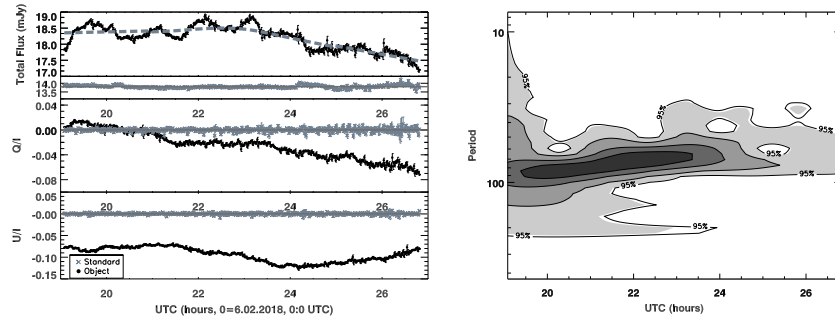 Total Flux (mJy)
19.0
18.5
18.0
17.5
17.0
14.0
13.5
20 22 24 26
Q/I
0.04
0.00
-0.04
-0.08
20 22 24 26
U/I
0.05
-0.00
-0.05
-0.10
-0.15
× Standard
● Object
20 22 24 26
UTC (hours, 0=6.02.2018, 0:0 UTC)
Period
10
100
95%
95%
95%
95%
95%
95%
95%
20 22 24 26
UTC (hours)